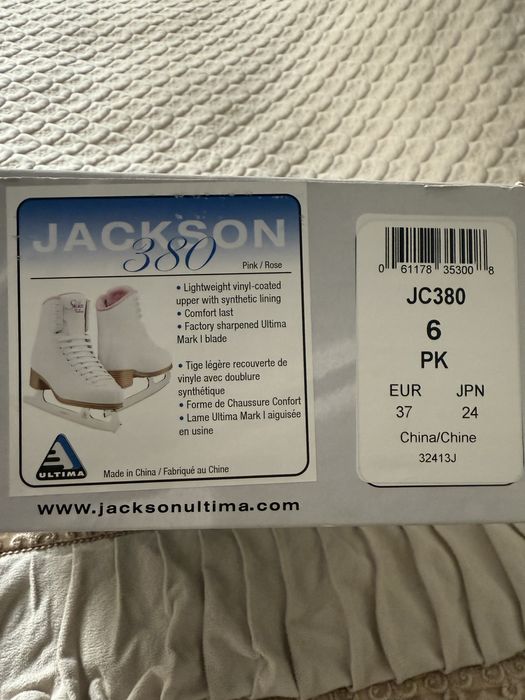 JACKSON
380
Pink / Rose
• Lightweight vinyl-coated
upper with synthetic lining
• Comfort last
• Factory sharpened Ultima
Mark I blade
• Tige légère recouverte de
vinyle avec doublure
synthétique
• Forme de Chaussure Confort
• Lame Ultima Mark I aiguisée
en usine
ULTIMA
Made in China / Fabriqué au Chine
www.jacksonultima.com
0 61178 35300 8
JC380
6
PK
EUR JPN
37 24
China/Chine
32413J